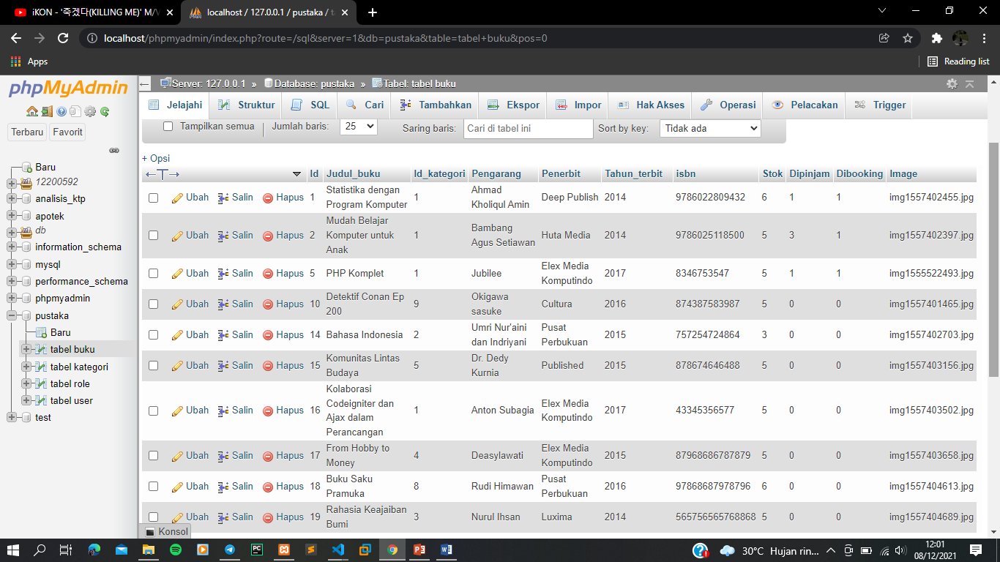 iKON - '죽겠다(KILLING ME)' M/V
localhost / 127.0.0.1 / pustaka / ta
localhost/phpmyadmin/index.php?route=/sql&server=1&db=pustaka&table=tabel+buku&pos=0
Apps
Reading list
phpMyAdmin
Terbaru Favorit
Baru
12200592
analisis_ktp
apotek
db
information_schema
mysql
performance_schema
phpmyadmin
pustaka
Baru
tabel buku
tabel kategori
tabel role
tabel user
test
Server: 127.0.0.1 » Database: pustaka » Tabel: tabel buku
Jelajahi Struktur SQL Cari Tambahkan Ekspor Impor Hak Akses Operasi Pelacakan Trigger
Tampilkan semua Jumlah baris: 25 Saring baris: Cari di tabel ini Sort by key: Tidak ada
+ Opsi
Id Judul_buku Id_kategori Pengarang Penerbit Tahun_terbit isbn Stok Dipinjam Dibooking Image
Ubah Salin Hapus 1 Statistika dengan Program Komputer 1 Ahmad Kholiqul Amin Deep Publish 2014 9786022809432 6 1 1 img1557402455.jpg
Ubah Salin Hapus 2 Mudah Belajar Komputer untuk Anak 1 Bambang Agus Setiawan Huta Media 2014 9786025118500 5 3 1 img1557402397.jpg
Ubah Salin Hapus 5 PHP Komplet 1 Jubilee Elex Media Komputindo 2017 8346753547 5 1 1 img1555522493.jpg
Ubah Salin Hapus 10 Detektif Conan Ep 200 9 Okigawa sasuke Cultura 2016 874387583987 5 0 0 img1557401465.jpg
Ubah Salin Hapus 14 Bahasa Indonesia 2 Umri Nur'aini dan Indriyani Pusat Perbukuan 2015 757254724864 3 0 0 img1557402703.jpg
Ubah Salin Hapus 15 Komunitas Lintas Budaya 5 Dr. Dedy Kurnia Published 2015 878674646488 5 0 0 img1557403156.jpg
Ubah Salin Hapus 16 Kolaborasi Codeigniter dan Ajax dalam Perancangan 1 Anton Subagia Elex Media Komputindo 2017 43345356577 5 0 0 img1557403502.jpg
Ubah Salin Hapus 17 From Hobby to Money 4 Deasylawati Elex Media Komputindo 2015 87968686787879 5 0 0 img1557403658.jpg
Ubah Salin Hapus 18 Buku Saku Pramuka 8 Rudi Himawan Pusat Perbukuan 2016 97868687978796 6 0 0 img1557404613.jpg
Ubah Salin Hapus 19 Rahasia Keajaiban Bumi 3 Nurul Ihsan Luxima 2014 565756565768868 5 0 0 img1557404689.jpg
Konsol
30°C Hujan rin...
12:01
08/12/2021